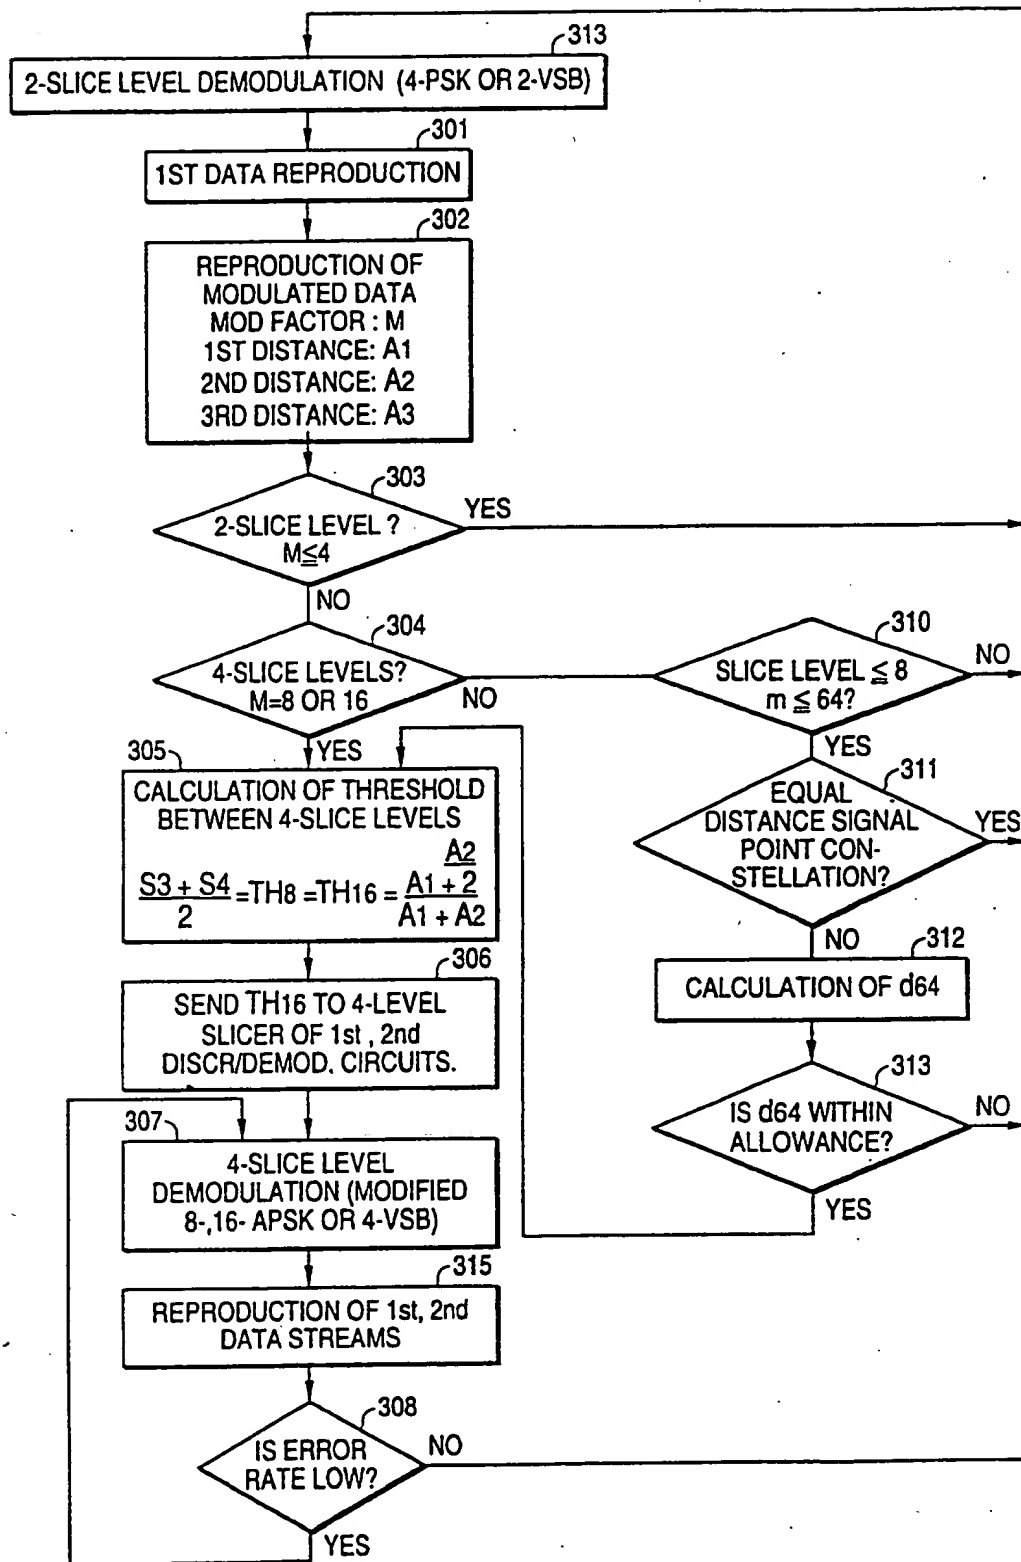 313
2-SLICE LEVEL DEMODULATION (4-PSK OR 2-VSB)
301
1ST DATA REPRODUCTION
302
REPRODUCTION OF
MODULATED DATA
MOD FACTOR : M
1ST DISTANCE: A1
2ND DISTANCE: A2
3RD DISTANCE: A3
303
2-SLICE LEVEL ?
M≦4
YES
NO
304
4-SLICE LEVELS?
M=8 OR 16
NO
YES
310
SLICE LEVEL ≦ 8
m ≦ 64?
NO
YES
305
CALCULATION OF THRESHOLD
BETWEEN 4-SLICE LEVELS
S3 + S4
2
=TH8 =TH16 =
A2
A1 + 2
A1 + A2
311
EQUAL
DISTANCE SIGNAL
POINT CON-
STELLATION?
YES
NO
306
SEND TH16 TO 4-LEVEL
SLICER OF 1st , 2nd
DISCR/DEMOD. CIRCUITS.
312
CALCULATION OF d64
313
IS d64 WITHIN
ALLOWANCE?
NO
YES
307
4-SLICE LEVEL
DEMODULATION (MODIFIED
8-,16- APSK OR 4-VSB)
315
REPRODUCTION OF 1st, 2nd
DATA STREAMS
308
IS ERROR
RATE LOW?
NO
YES